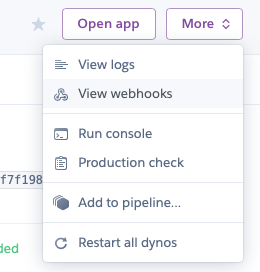 Open app
More
View logs
View webhooks
Run console
Production check
f7f198
Add to pipeline...
ded
Restart all dynos